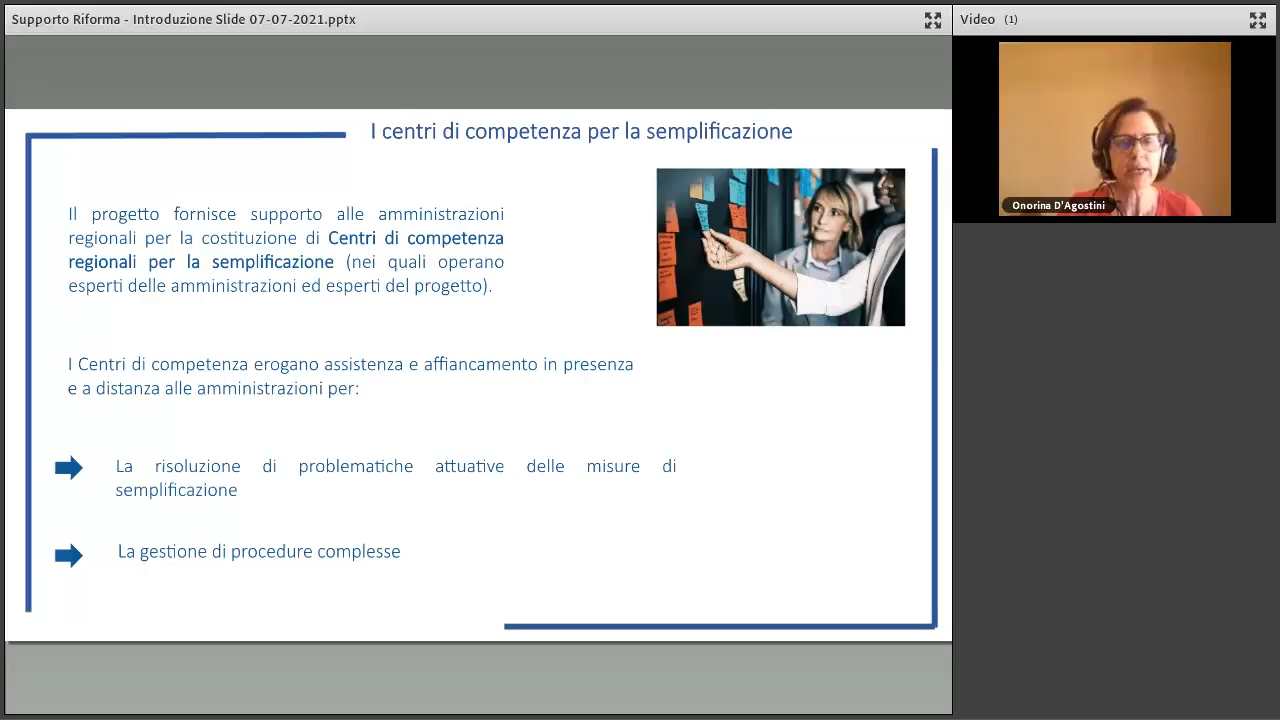 Supporto Riforma - Introduzione Slide 07-07-2021.pptx
Video (1)
Onorina D'Agostini
I centri di competenza per la semplificazione
Il progetto fornisce supporto alle amministrazioni
regionali per la costituzione di Centri di competenza
regionali per la semplificazione (nei quali operano
esperti delle amministrazioni ed esperti del progetto).
I Centri di competenza erogano assistenza e affiancamento in presenza
e a distanza alle amministrazioni per:
La risoluzione di problematiche attuative delle misure di
semplificazione
La gestione di procedure complesse